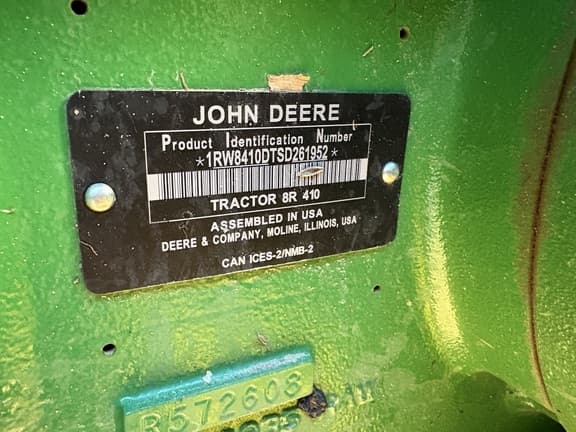 JOHN DEERE
Product Identification Number
*1RW8410DTSD261952*
TRACTOR 8R 410
ASSEMBLED IN USA
DEERE & COMPANY, MOLINE, ILLINOIS, USA
CAN ICES-2/NMB-2
R572608